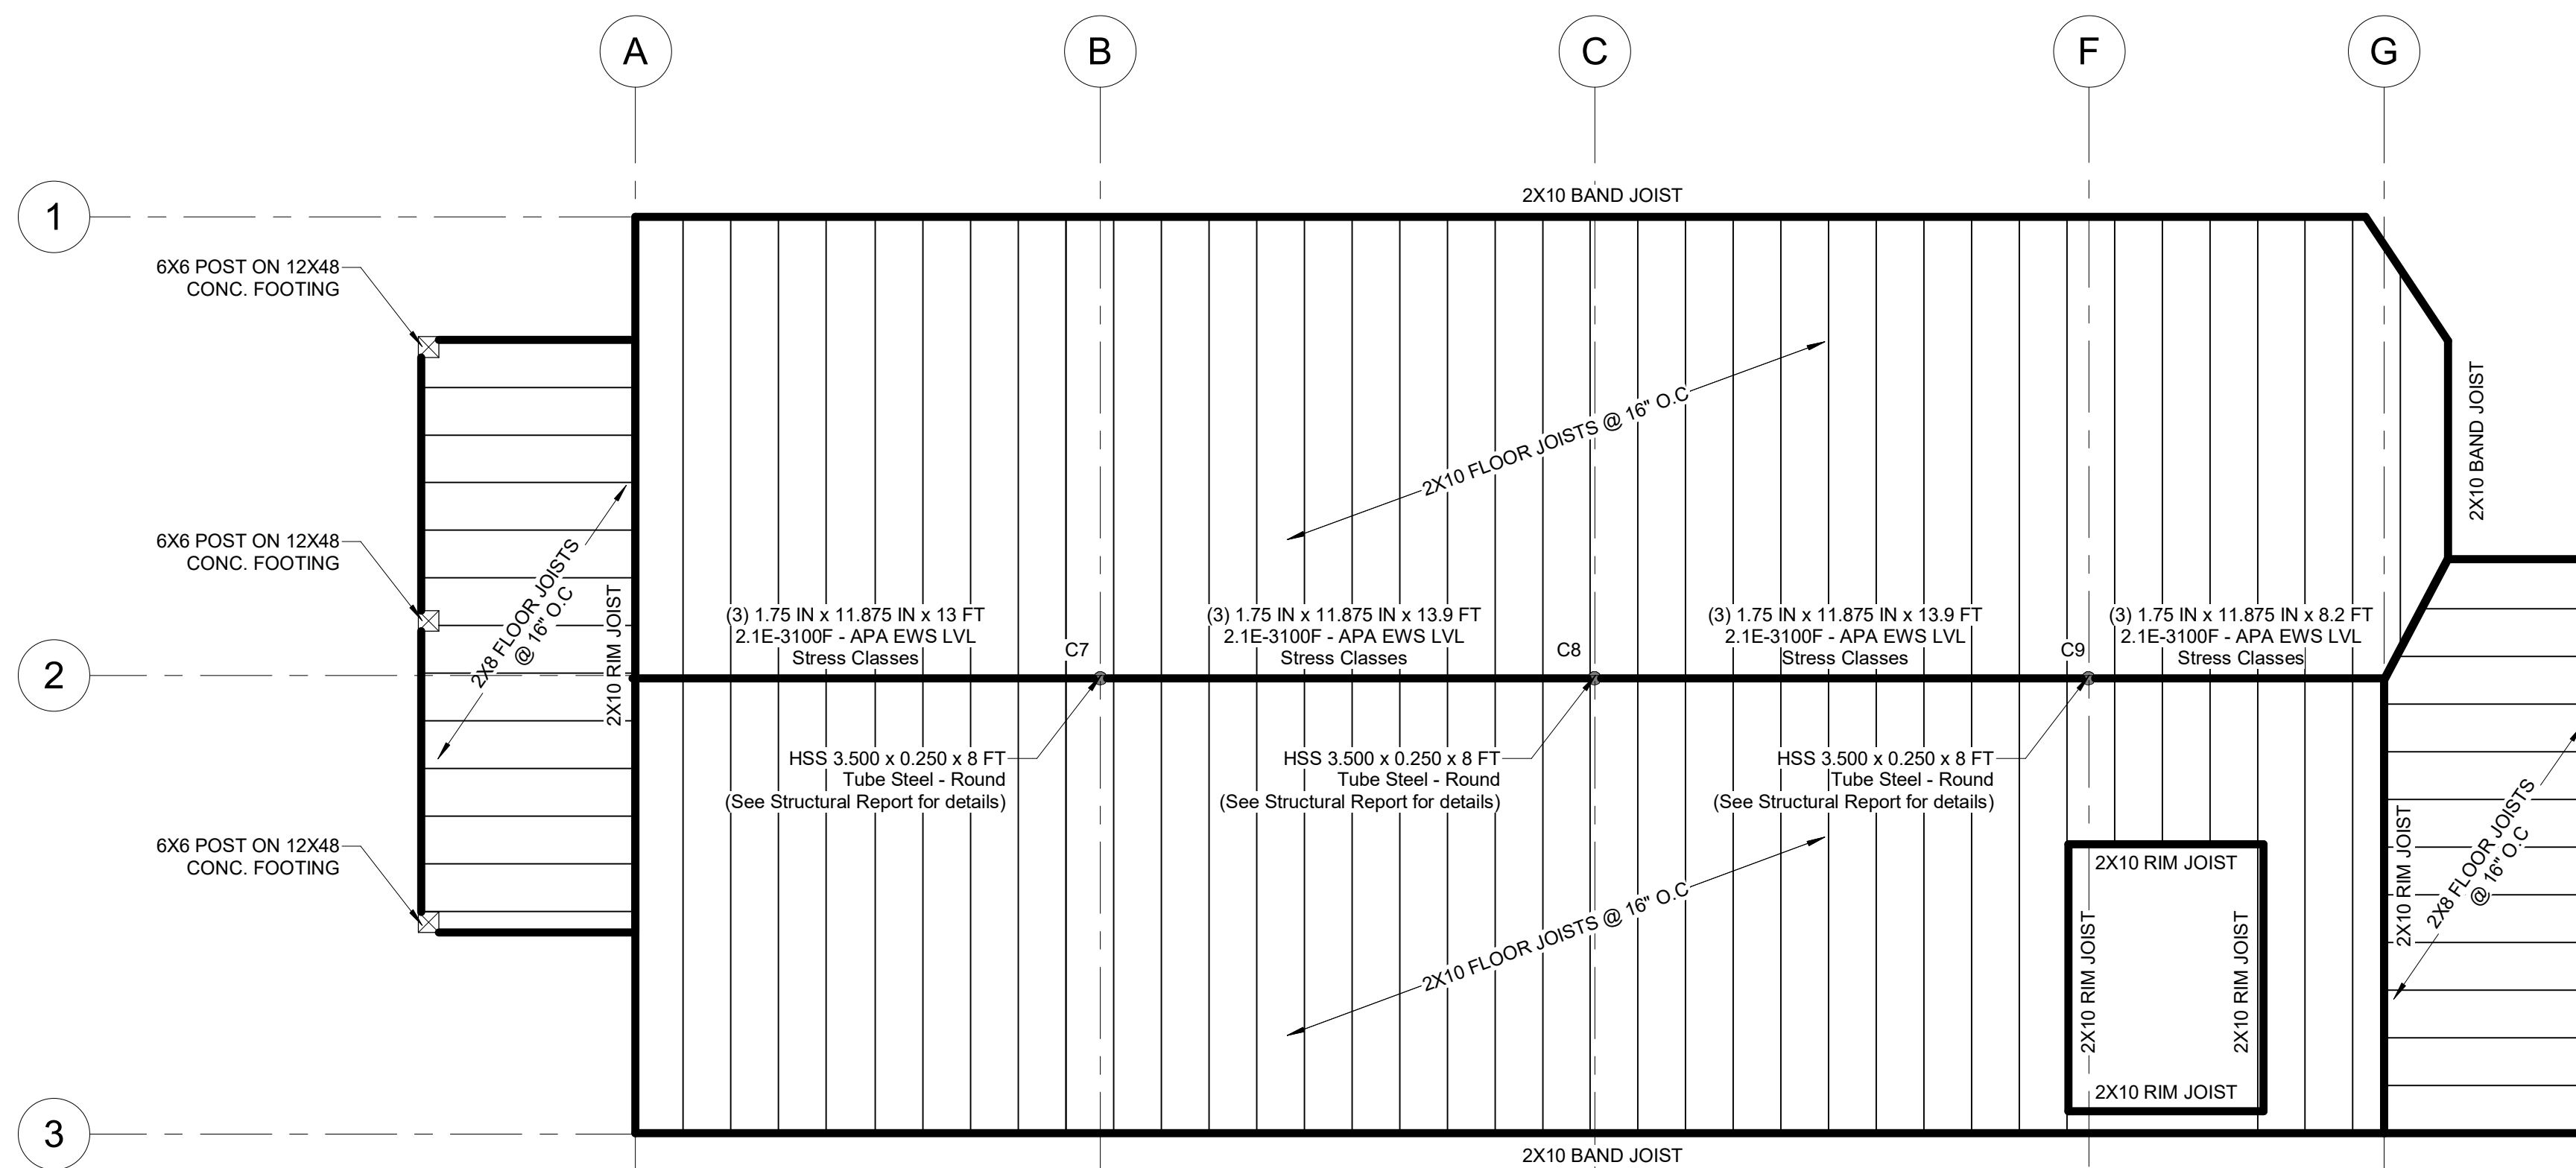 A
B
C
F
G
1
2X10 BAND JOIST
6X6 POST ON 12X48
CONC. FOOTING
2X10 FLOOR JOISTS @ 16" O.C
2X10 BAND JOIST
6X6 POST ON 12X48
CONC. FOOTING
2X8 FLOOR JOISTS
@ 16" O.C
2X10 RIM JOIST
(3) 1.75 IN x 11.875 IN x 13 FT
2.1E-3100F - APA EWS LVL
Stress Classes
C7
(3) 1.75 IN x 11.875 IN x 13.9 FT
2.1E-3100F - APA EWS LVL
Stress Classes
C8
(3) 1.75 IN x 11.875 IN x 13.9 FT
2.1E-3100F - APA EWS LVL
Stress Classes
C9
(3) 1.75 IN x 11.875 IN x 8.2 FT
2.1E-3100F - APA EWS LVL
Stress Classes
2
HSS 3.500 x 0.250 x 8 FT
Tube Steel - Round
(See Structural Report for details)
HSS 3.500 x 0.250 x 8 FT
Tube Steel - Round
(See Structural Report for details)
HSS 3.500 x 0.250 x 8 FT
Tube Steel - Round
(See Structural Report for details)
6X6 POST ON 12X48
CONC. FOOTING
2X10 FLOOR JOISTS @ 16" O.C
2X10 RIM JOIST
2X10 RIM JOIST
2X10 RIM JOIST
2X10 RIM JOIST
2X10 RIM JOIST
2X8 FLOOR JOISTS
@ 16" O.C
3
2X10 BAND JOIST